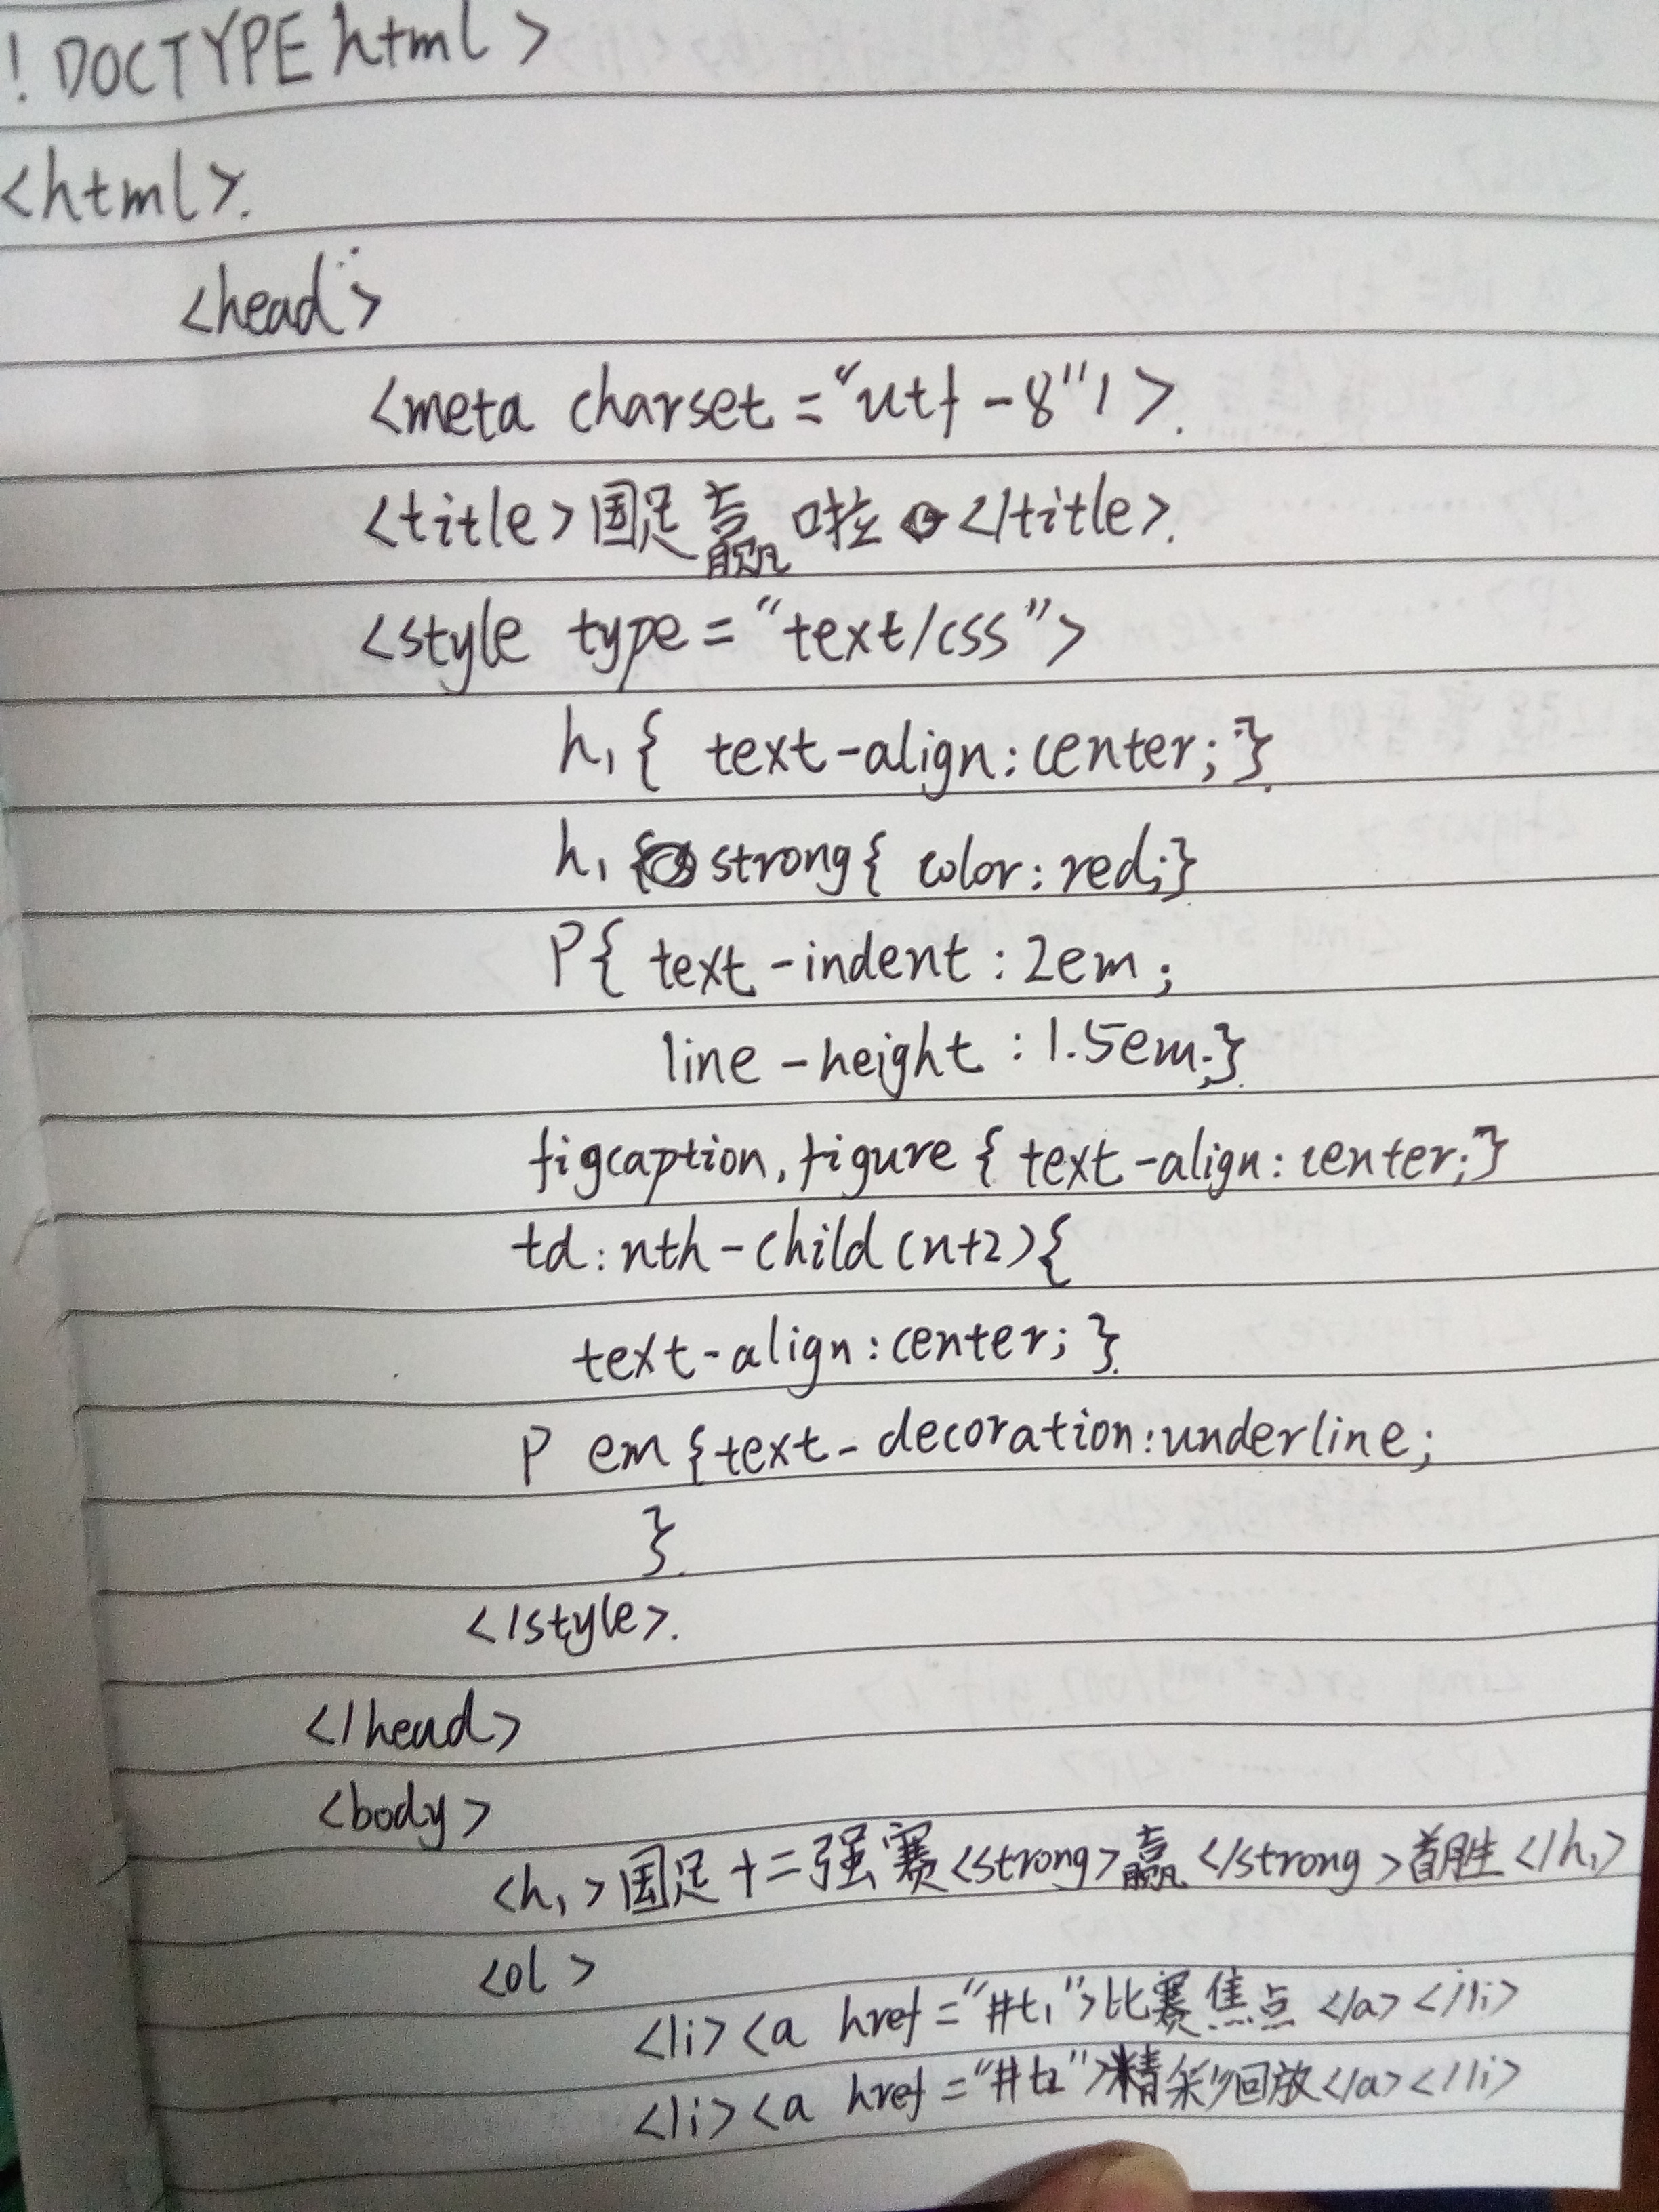 !DOCTYPE html>
<html>.
<head>
<meta charset="utf-8"/>.
<title>国足赢啦</title>.
<style type="text/css">
h1{ text-align:center;}
h1 strong{ color:red;}
P{ text-indent:2em;
line-height:1.5em;}
figcaption,figure{ text-align:center;}
td:nth-child(n+2){
text-align:center;}
P em{text-decoration:underline;
}
</style>.
</head>
<body>
<h1>国足十二强赛<strong>赢</strong>首胜</h1>
<ol>
<li><a href="#t1">比赛焦点</a></li>
<li><a href="#t2">精彩回放</a></li>